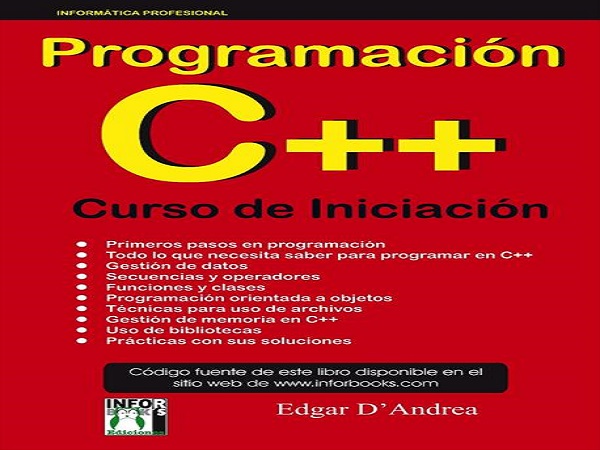 INFORMÁTICA PROFESIONAL
Programación
C++
Curso de Iniciación
Primeros pasos en programación
Todo lo que necesita saber para programar en C++
Gestión de datos
Secuencias y operadores
Funciones y clases
Programación orientada a objetos
Técnicas para uso de archivos
Gestión de memoria en C++
Uso de bibliotecas
Prácticas con sus soluciones
Código fuente de este libro disponible en el
sitio web de www.inforbooks.com
INFOR
BOOK'S
Ediciones
Edgar D'Andrea